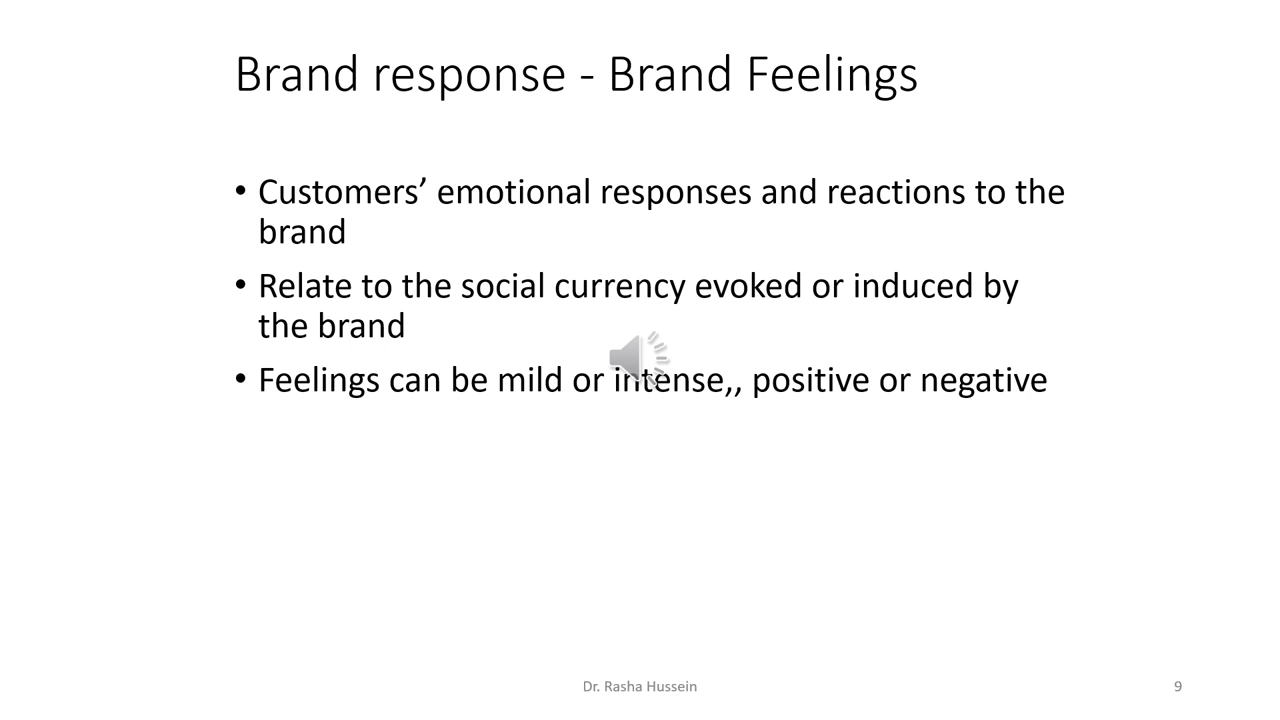 Brand response - Brand Feelings
• Customers’ emotional responses and reactions to the
brand
• Relate to the social currency evoked or induced by
the brand
• Feelings can be mild or intense,, positive or negative
Dr. Rasha Hussein
9